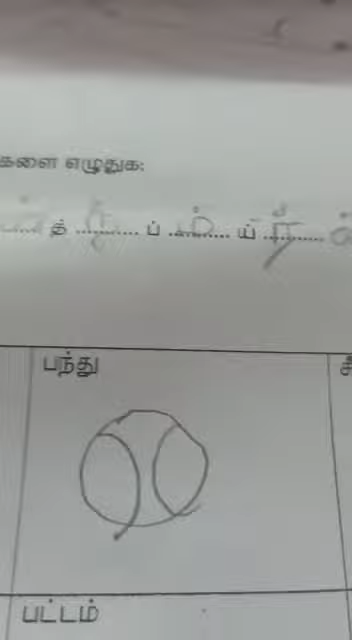 களை எழுதுக:
த் ந் ப் ம் ய் ர்
பந்து
பட்டம்